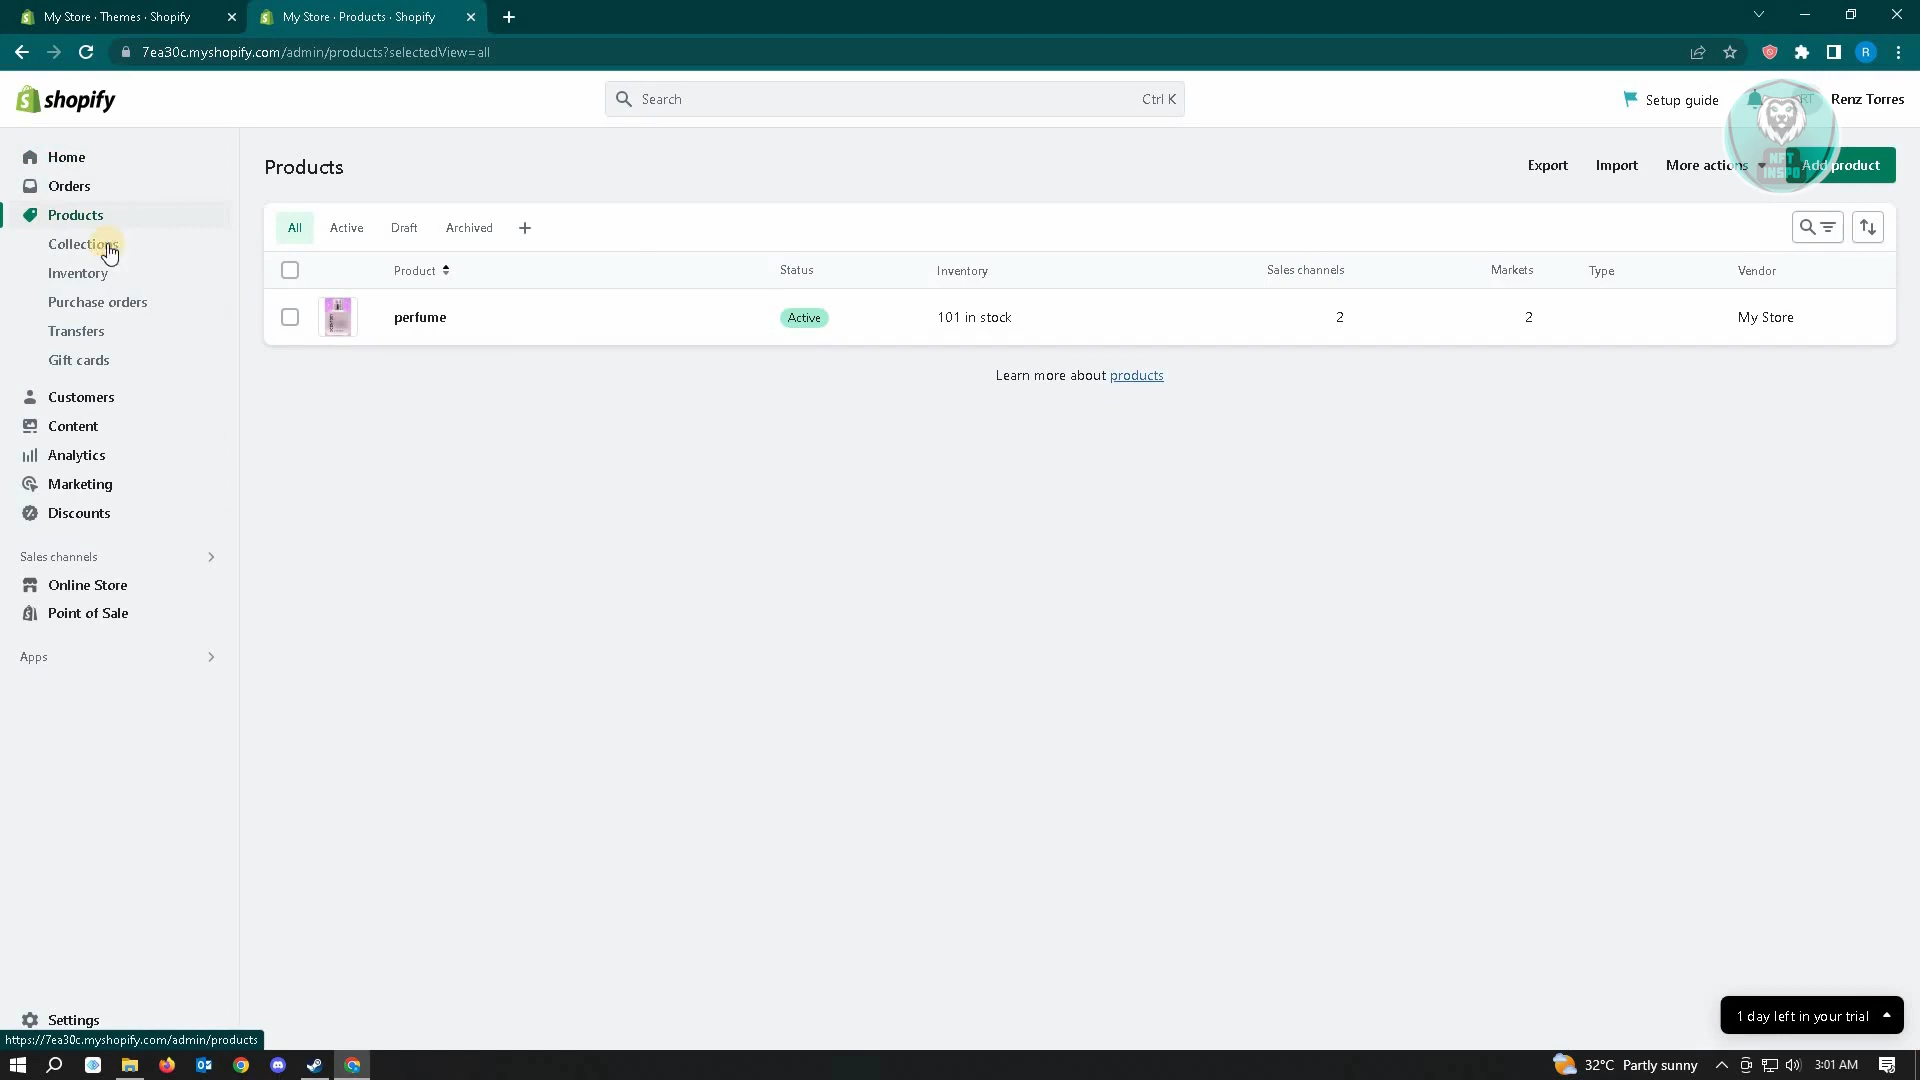 My Store · Themes · Shopify
My Store · Products · Shopify
7ea30c.myshopify.com/admin/products?selectedView=all
R
shopify
Search
Ctrl K
Setup guide
RT
Renz Torres
NFT
INSPO
Home
Orders
Products
Collections
Inventory
Purchase orders
Transfers
Gift cards
Customers
Content
Analytics
Marketing
Discounts
Sales channels
Online Store
Point of Sale
Apps
Settings
Products
Export
Import
More actions
Add product
All
Active
Draft
Archived
Product
Status
Inventory
Sales channels
Markets
Type
Vendor
perfume
Active
101 in stock
2
2
My Store
Learn more about products
1 day left in your trial
https://7ea30c.myshopify.com/admin/products
32°C Partly sunny
3:01 AM